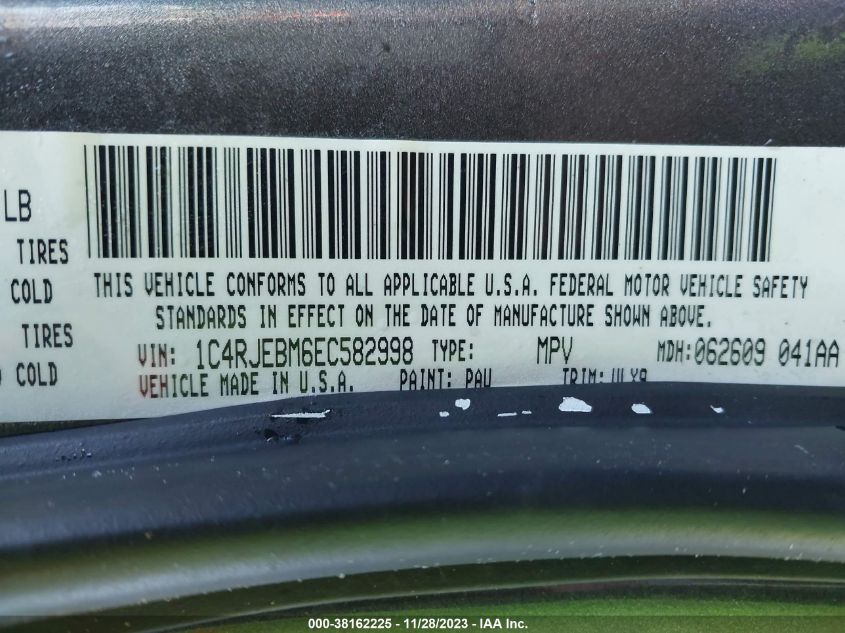 LB
TIRES
COLD
TIRES
COLD
THIS VEHICLE CONFORMS TO ALL APPLICABLE U.S.A. FEDERAL MOTOR VEHICLE SAFETY
STANDARDS IN EFFECT ON THE DATE OF MANUFACTURE SHOWN ABOVE.
VIN: 1C4RJEBM6EC582998 TYPE: MPV MDH:062609 041AA
VEHICLE MADE IN U.S.A. PAINT: PAU TRIM:
000-38162225 - 11/28/2023 - IAA Inc.